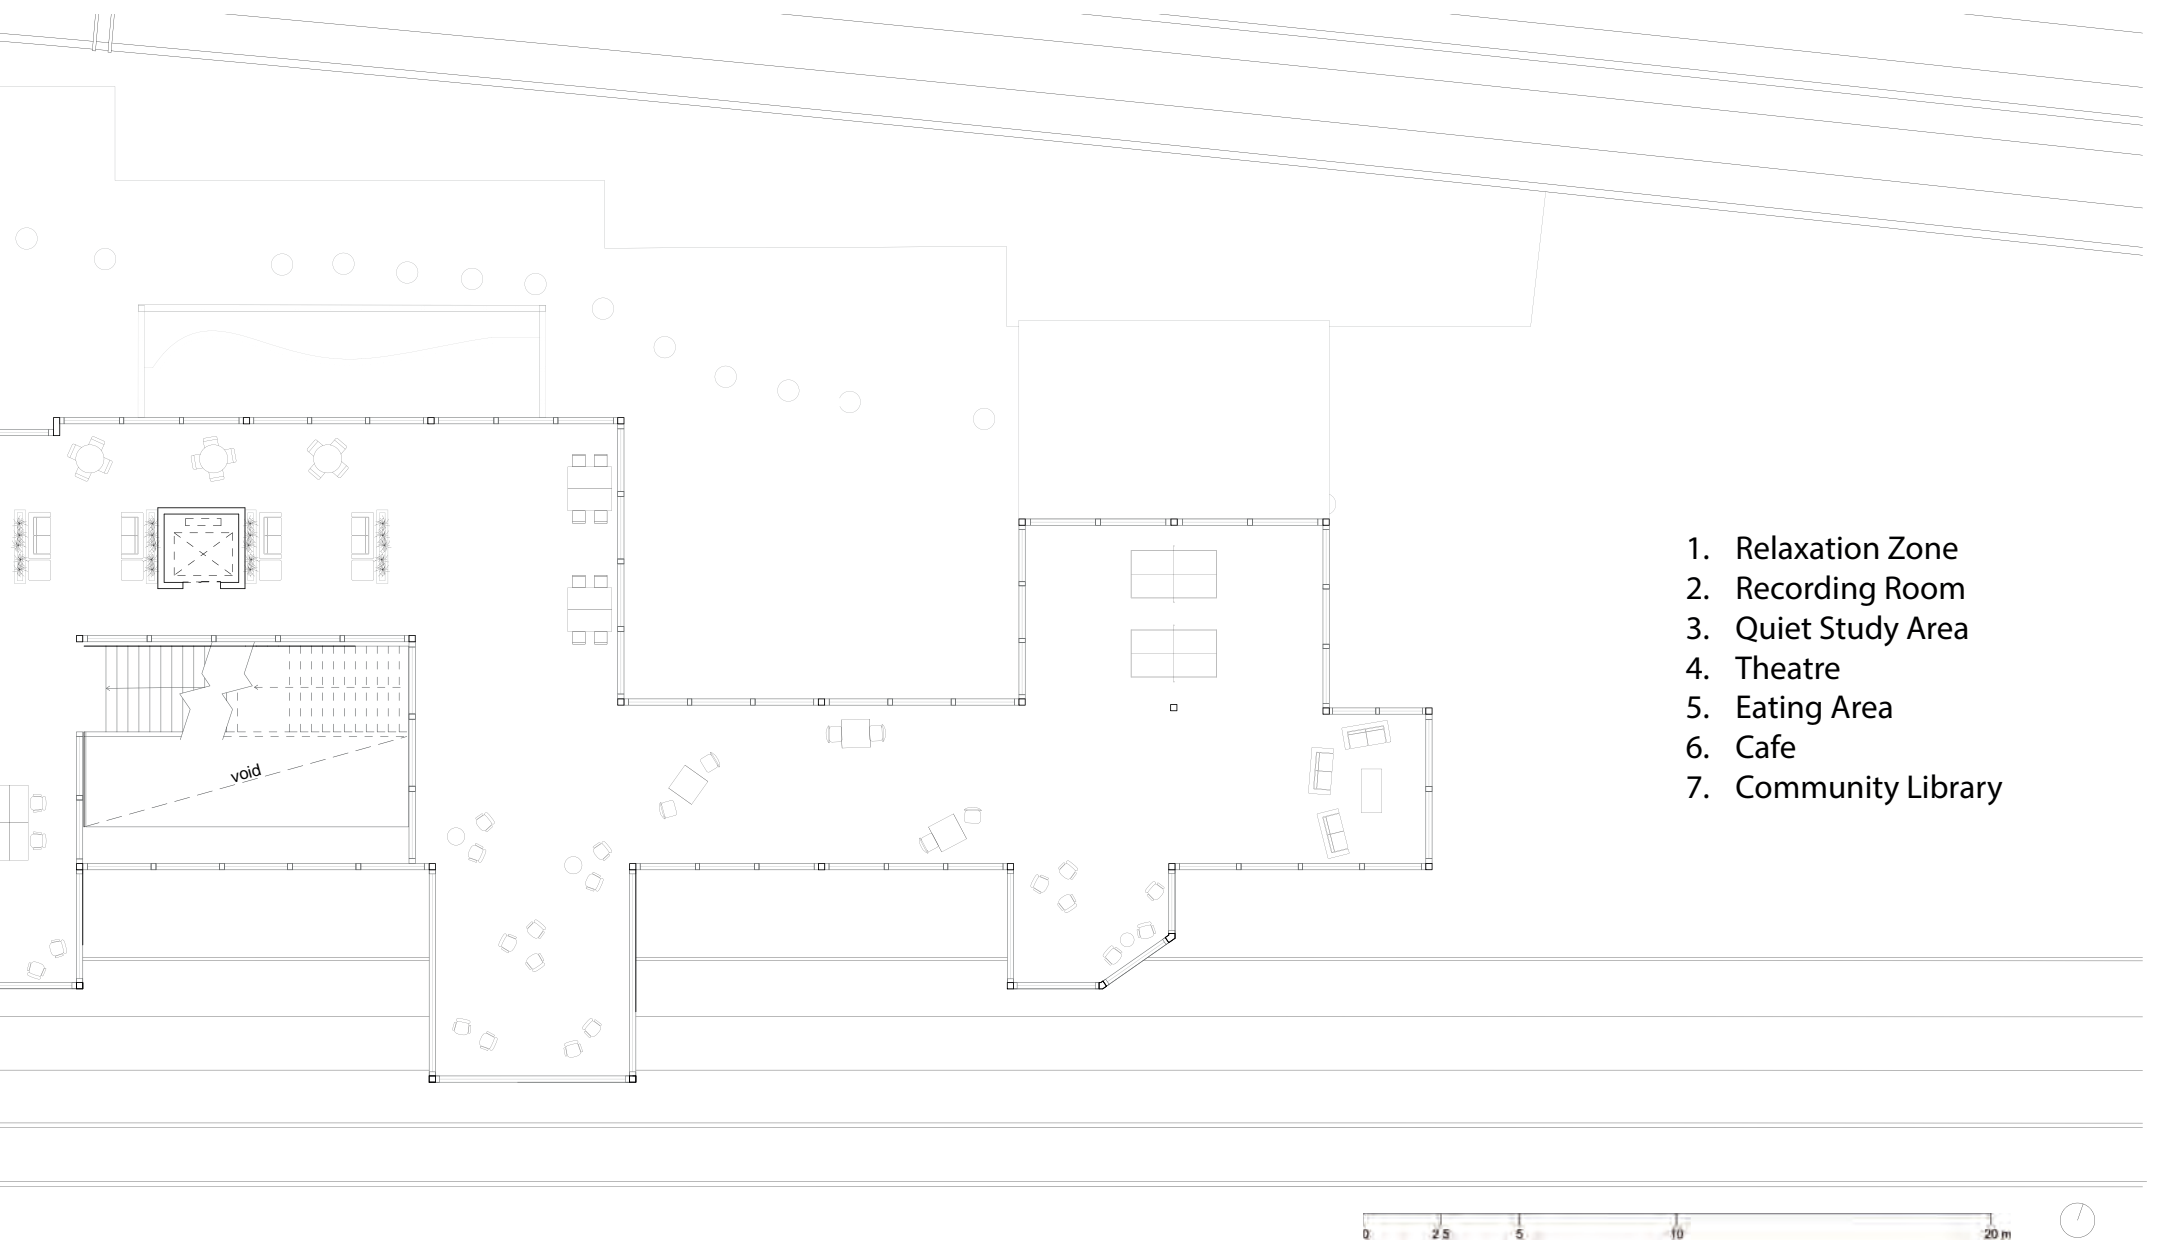 1. Relaxation Zone
2. Recording Room
3. Quiet Study Area
4. Theatre
5. Eating Area
6. Cafe
7. Community Library
void
0 2.5 5 10 20 m